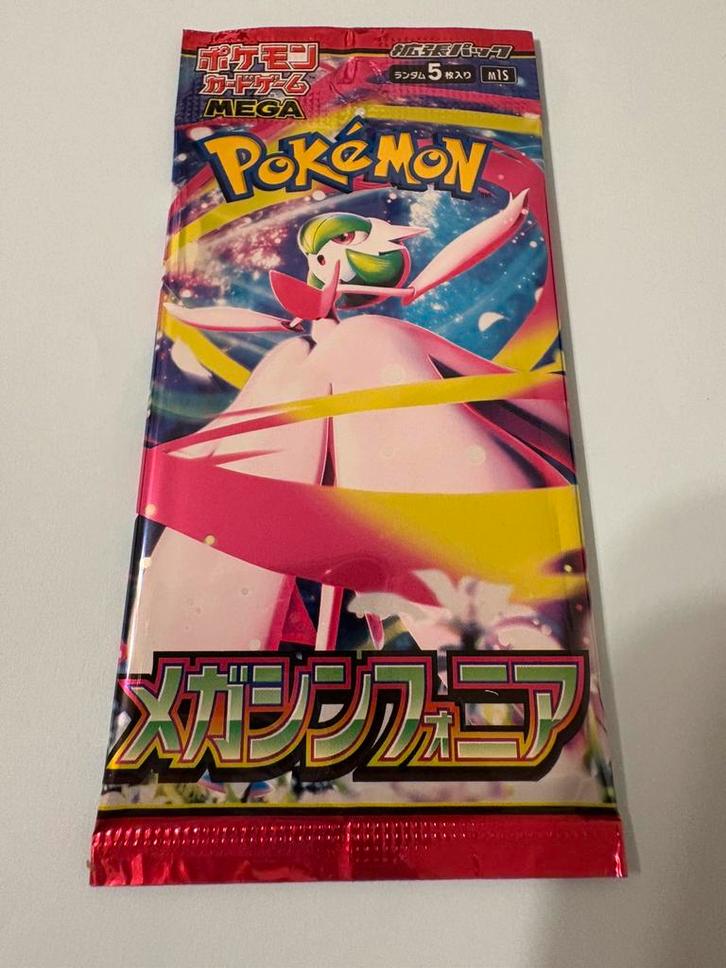 ポケモン
カードゲーム
MEGA
拡張パック
ランダム5枚入り
M1S
POKéMON
メガシンフォニア